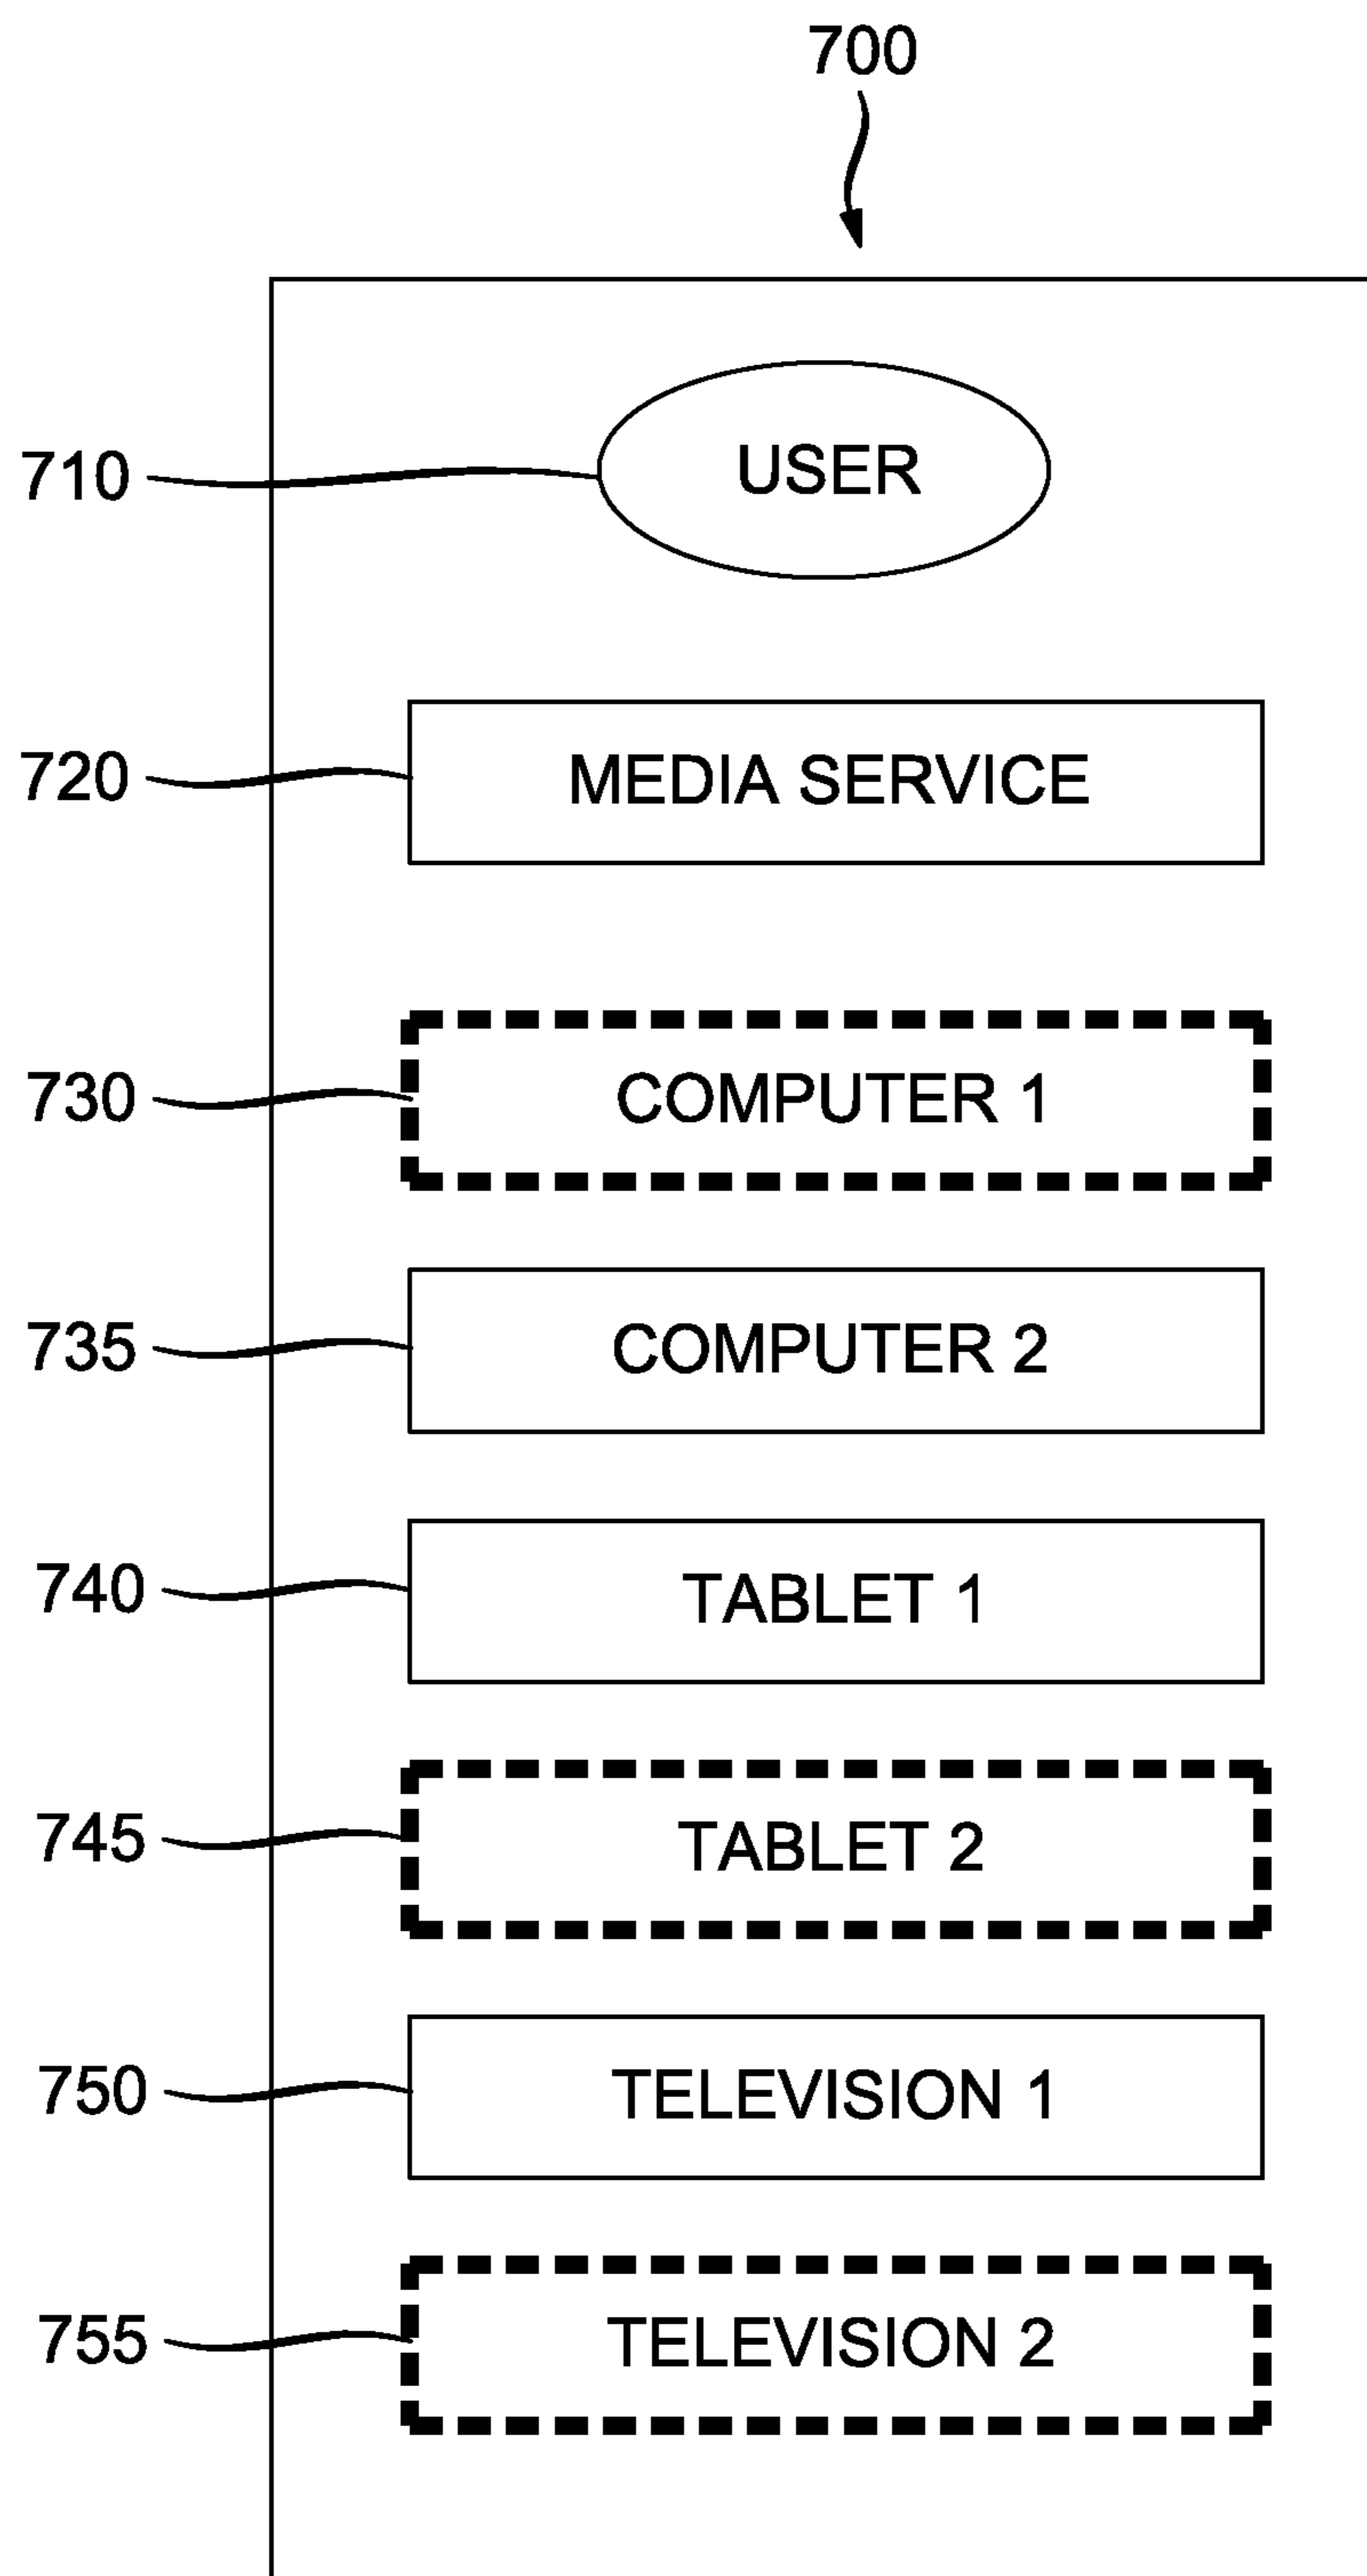 700
710 USER
720 MEDIA SERVICE
730 COMPUTER 1
735 COMPUTER 2
740 TABLET 1
745 TABLET 2
750 TELEVISION 1
755 TELEVISION 2